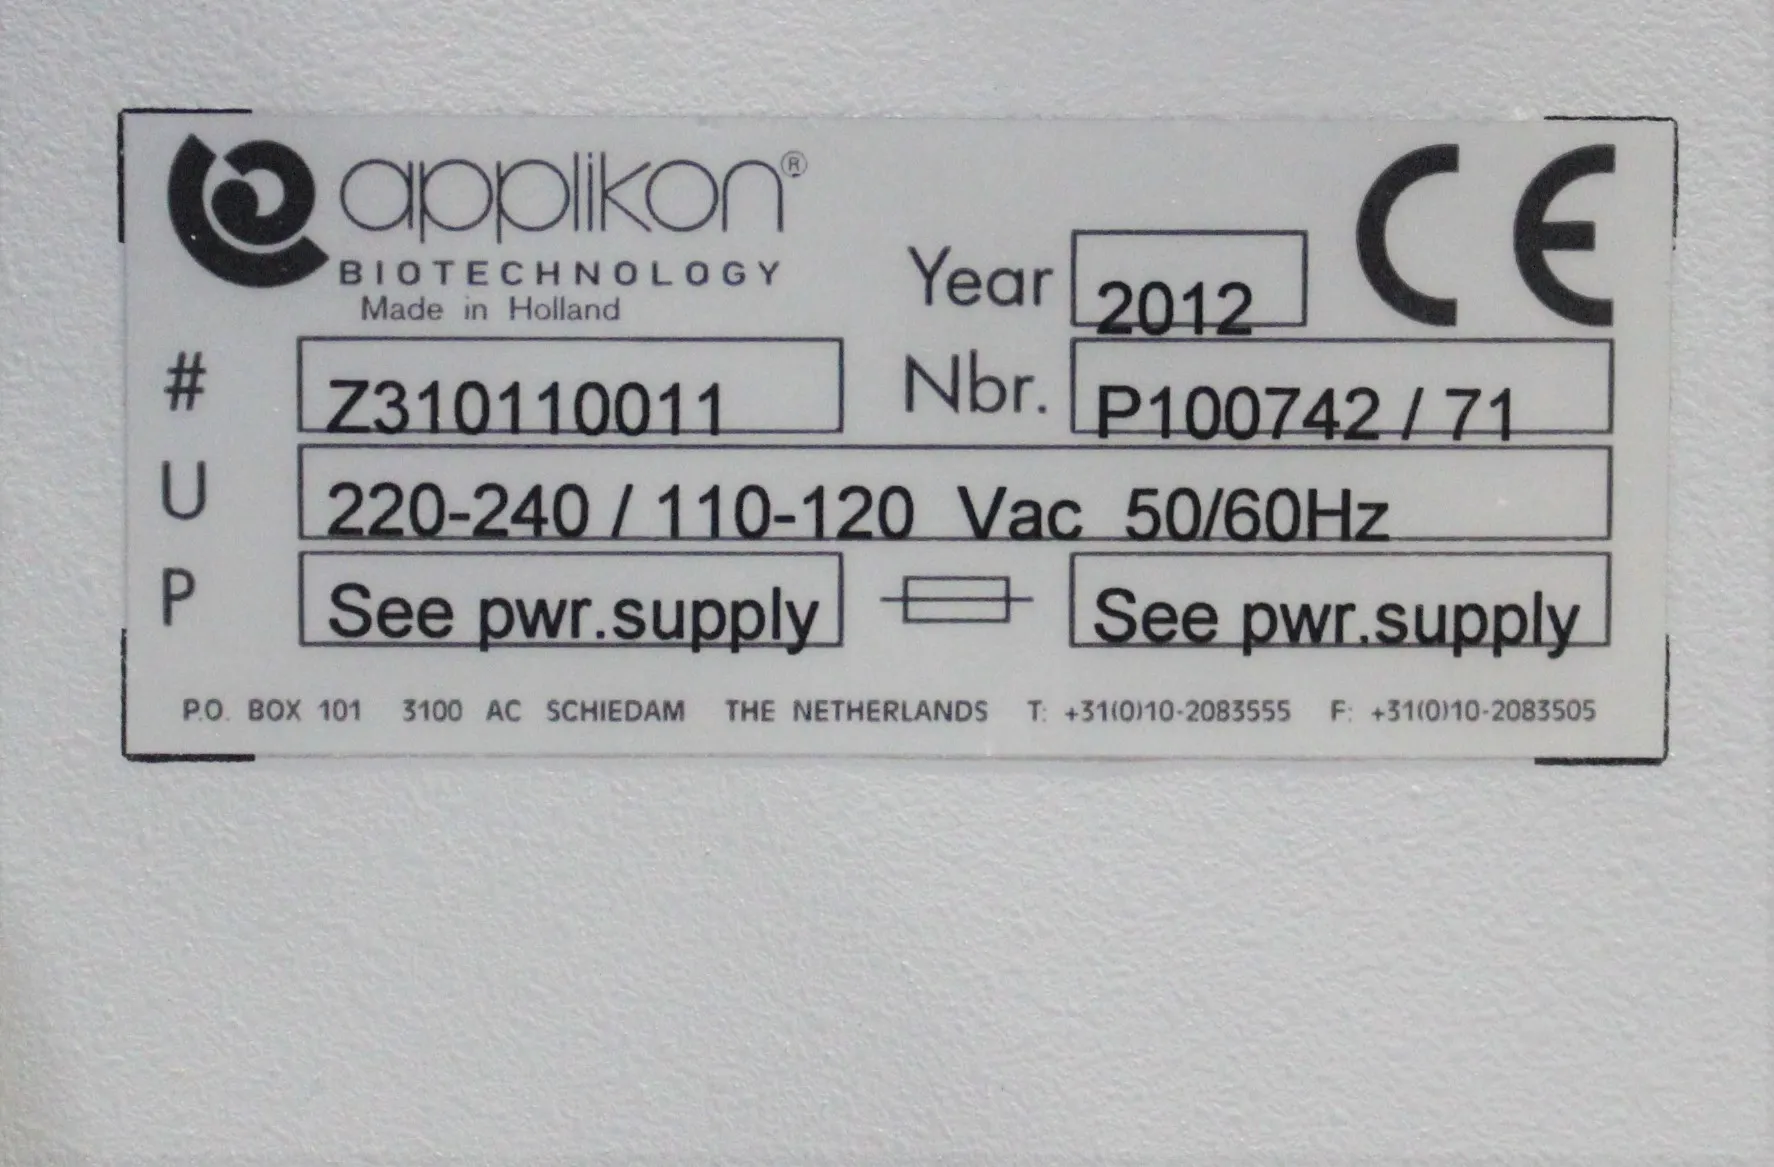 applikon®
BIOTECHNOLOGY
Made in Holland
Year 2012
CE
# Z310110011
Nbr. P100742 / 71
U 220-240 / 110-120 Vac 50/60Hz
P See pwr.supply
See pwr.supply
P.O. BOX 101 3100 AC SCHIEDAM THE NETHERLANDS T: +31(0)10-2083555 F: +31(0)10-2083505